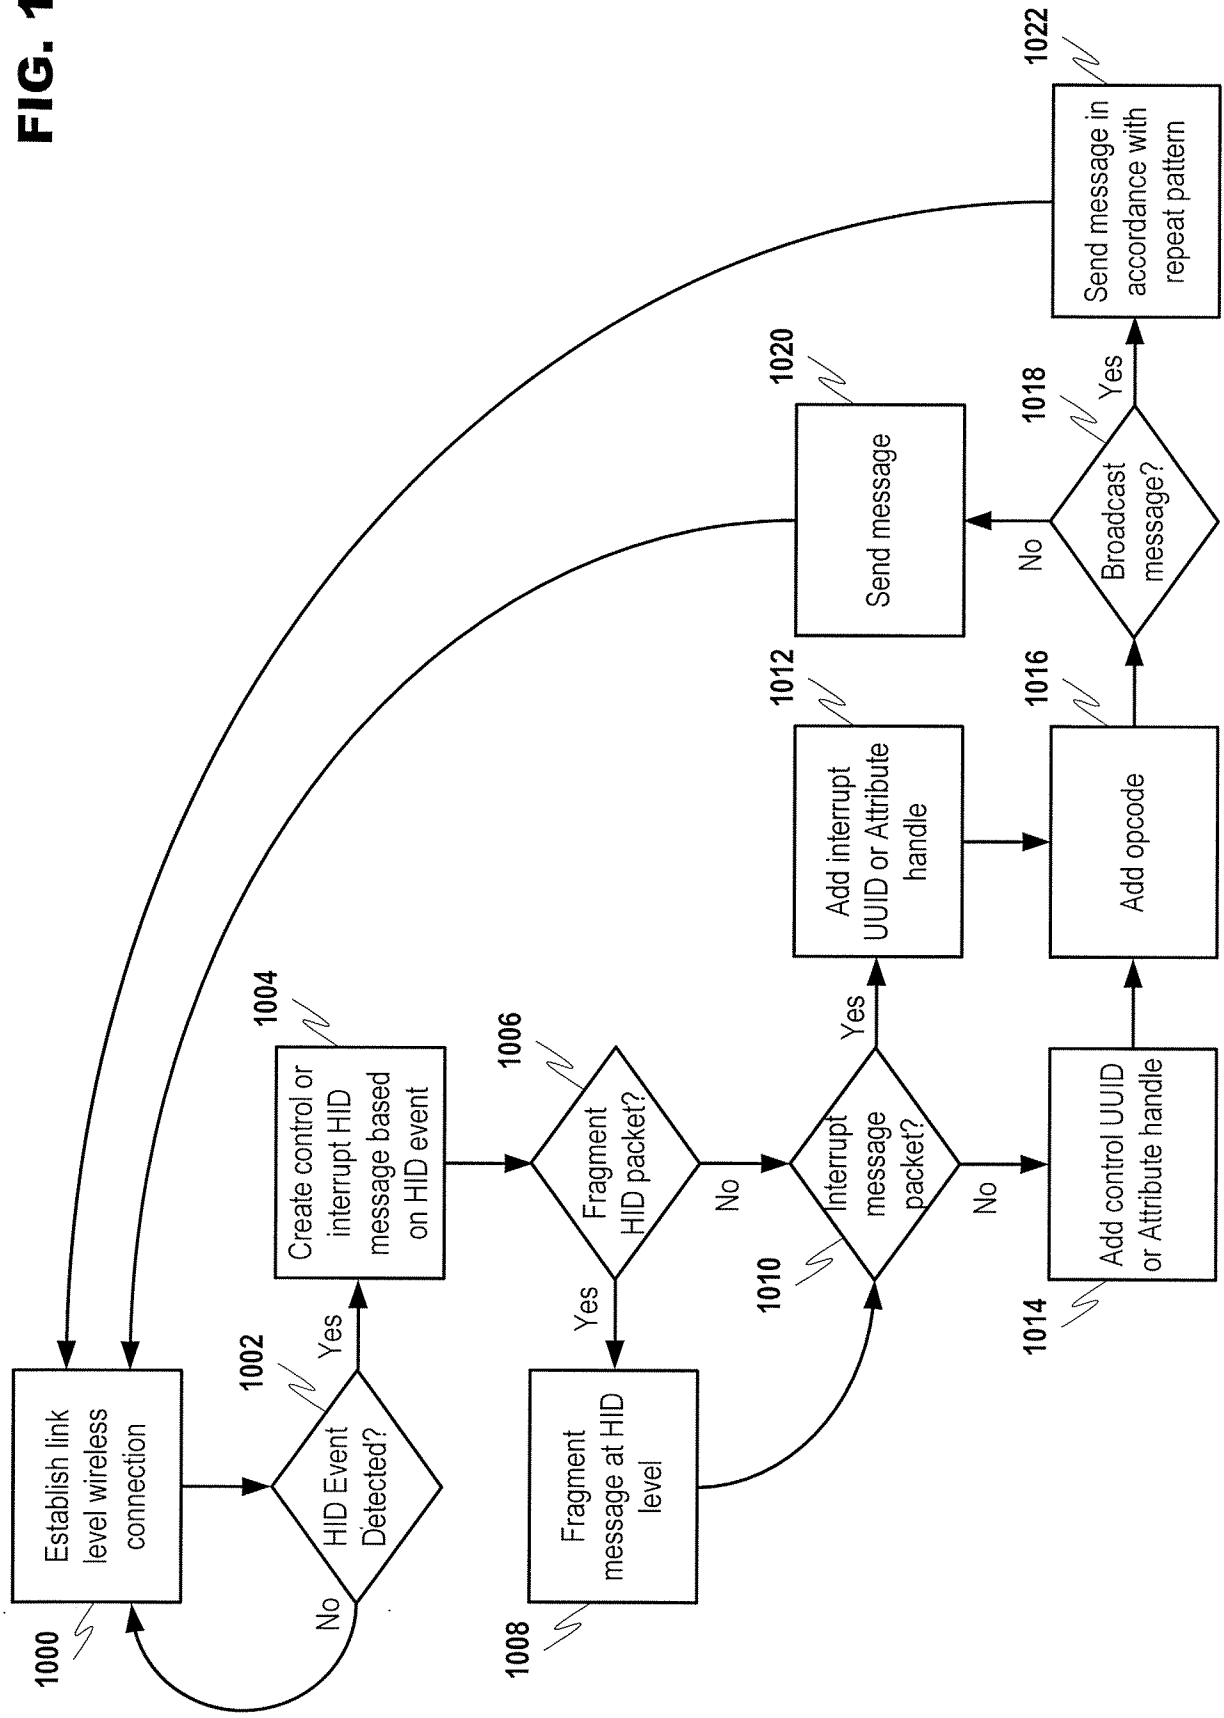 FIG. 1
1000
Establish link
level wireless
connection
1002
HID Event
Detected?
No
Yes
1004
Create control or
interrupt HID
message based
on HID event
1006
Fragment
HID packet?
Yes
No
1008
Fragment
message at HID
level
1010
Interrupt
message
packet?
Yes
No
1012
Add interrupt
UUID or Attribute
handle
1014
Add control UUID
or Attribute handle
1016
Add opcode
1018
Broadcast
message?
No
Yes
1020
Send message
1022
Send message in
accordance with
repeat pattern